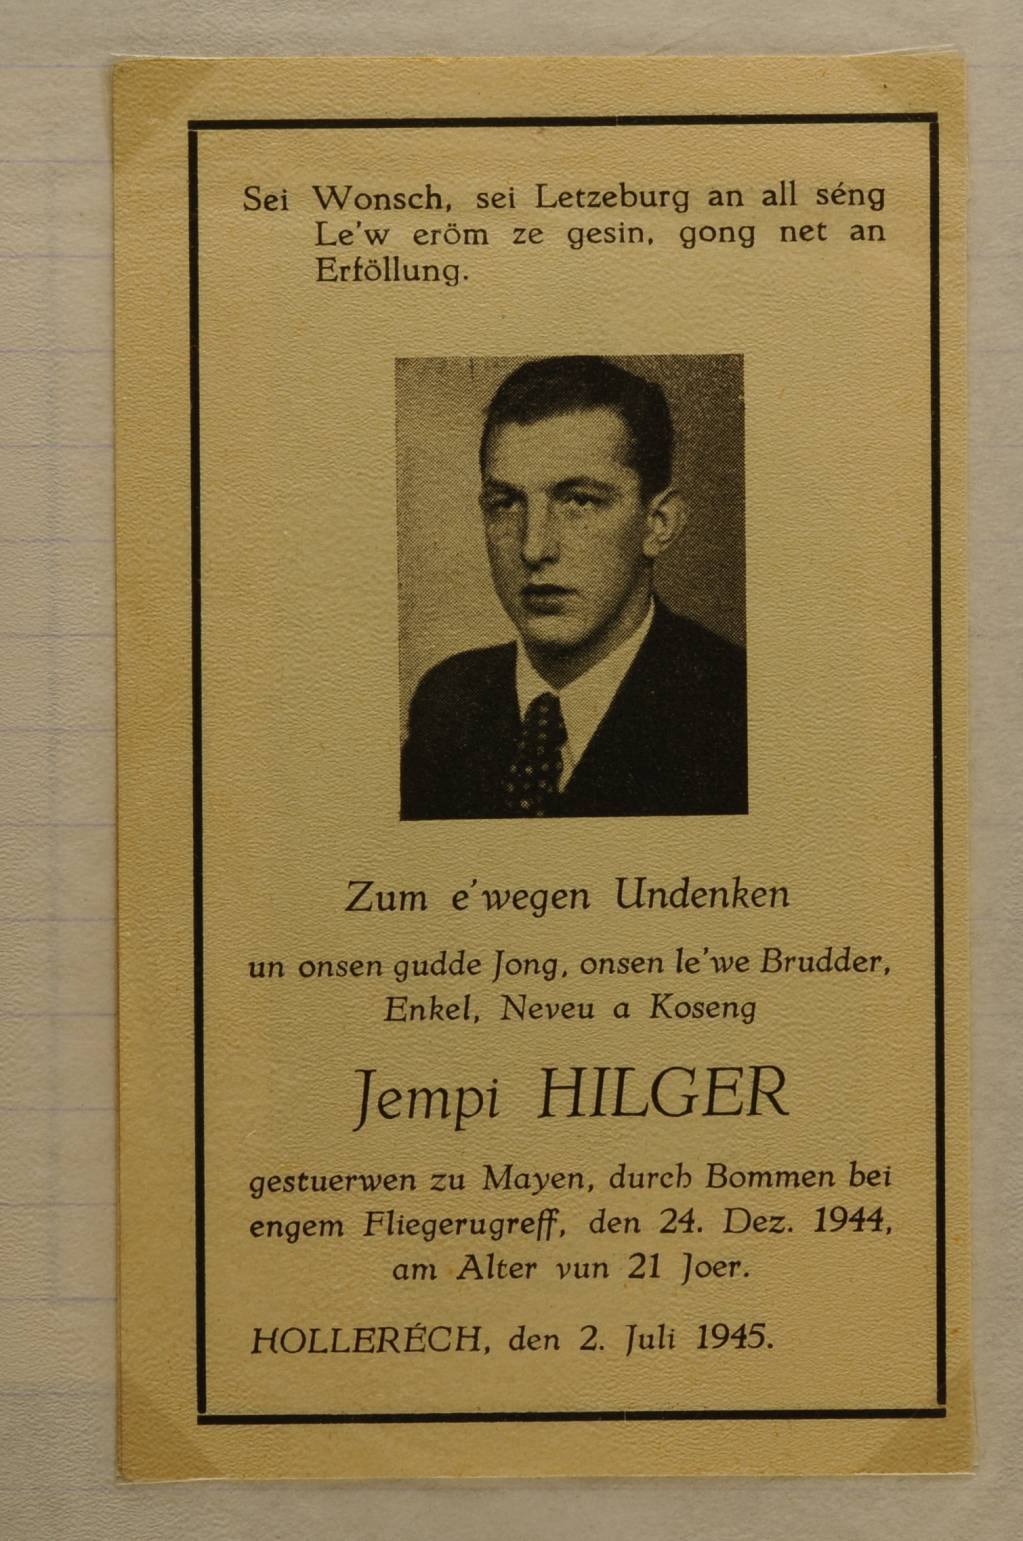 Sei Wonsch, sei Letzeburg an all séng
Le'w eröm ze gesin, gong net an
Erföllung.
Zum e'wegen Undenken
un onsen gudde Jong, onsen le'we Brudder,
Enkel, Neveu a Koseng
Jempi HILGER
gestuerwen zu Mayen, durch Bommen bei
engem Fliegerugreff, den 24. Dez. 1944,
am Alter vun 21 Joer.
HOLLERÉCH, den 2. Juli 1945.